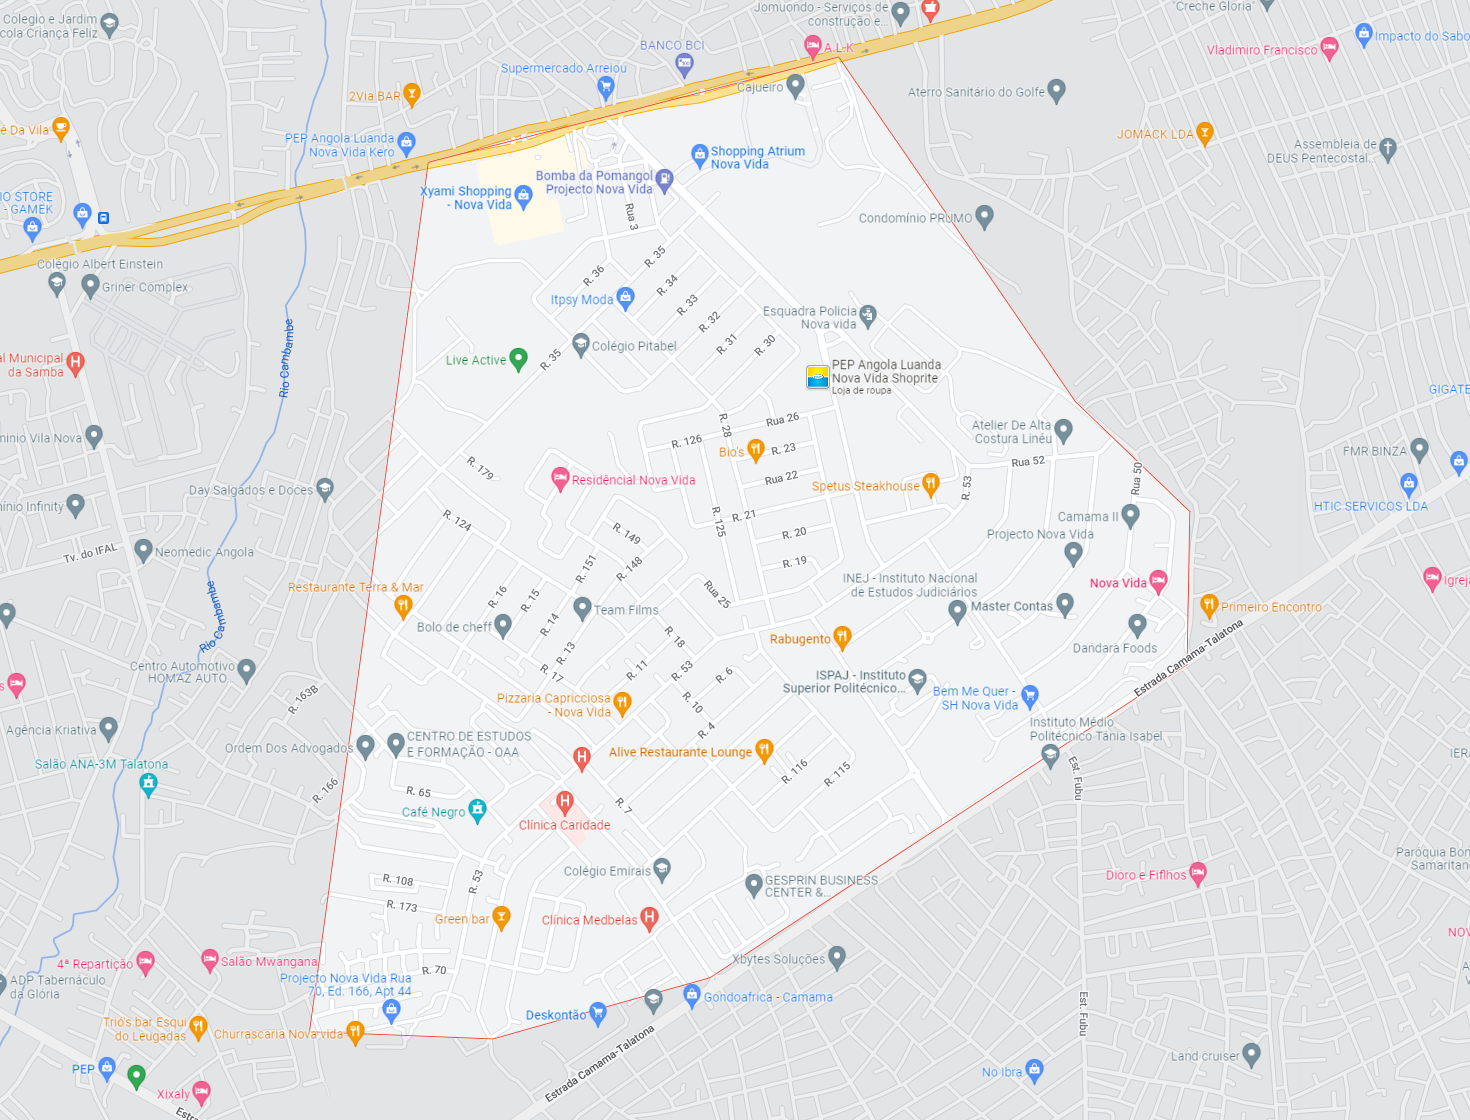 Colegio e Jardim
cola Criança Feliz
Jomuondo - Serviços de
construção e...
"Creche Glória"
A.L.K
Vladimiro Francisco
Impacto do Sabo
BANCO BCI
Supermercado Arreiou
Cajueiro
2Via BAR
Aterro Sanitário do Golfe
é Da Vila
PEP Angola Luanda
Nova Vida Kero
JOMACK LDA
Assembleia de
DEUS Pentecostal...
Shopping Atrium
Nova Vida
Bomba da Pomangol
Projecto Nova Vida
Xyami Shopping
- Nova Vida
IO STORE
- GAMEK
Rua 3
Condomínio PRUMO
Colégio Albert Einstein
Griner Complex
R. 35
R. 36
R. 34
R. 33
R. 32
R. 31
R. 30
Itpsy Moda
Esquadra Policia
Nova vida
Rio Cambambe
Colégio Pitabel
Live Active
R. 35
al Municipal
da Samba
PEP Angola Luanda
Nova Vida Shoprite
Loja de roupa
GIGATE
R. 28
Rua 26
R. 126
Bio's
R. 23
Rua 22
Atelier De Alta
Costura Linéu
minio Vila Nova
FMR BINZA
R. 179
Rua 52
Rua 50
Residêncial Nova Vida
Spetus Steakhouse
R. 53
Day Salgados e Doces
HTIC SERVICOS LDA
ínio Infinity
R. 124
R. 149
R. 125
R. 21
R. 20
R. 19
Camama II
Projecto Nova Vida
Tv. do IFAL
Neomedic Angola
R. 151
R. 148
INEJ - Instituto Nacional
de Estudos Judiciários
Nova Vida
Igreja
Restaurante Terra & Mar
R. 16
R. 15
R. 14
R. 13
Rua 25
Team Films
Master Contas
Primeiro Encontro
Rio Cambambe
Bolo de cheff
R. 18
Rabugento
Dandara Foods
Estrada Camama-Talatona
Centro Automotivo
HOMAZ AUTO...
R. 17
R. 11
R. 53
R. 6
ISPAJ - Instituto
Superior Politécnico...
Bem Me Quer -
SH Nova Vida
R. 163B
Pizzaria Capricciosa
- Nova Vida
R. 10
R. 4
Agência Kriativa
Instituto Médio
Politécnico Tânia Isabel
Ordem Dos Advogados
CENTRO DE ESTUDOS
E FORMAÇÃO - OAA
Alive Restaurante Lounge
IERA
Salão ANA-3M Talatona
R. 116
R. 115
Est. Fubu
R. 166
R. 65
Café Negro
R. 7
Clínica Caridade
Paróquia Bom
Samaritan
Colégio Emirais
GESPRIN BUSINESS
CENTER &...
Dioro e Fiflhos
R. 108
R. 53
R. 173
Green bar
Clínica Medbelas
NOV
4ª Repartição
Salão Mwangana
Xbytes Soluções
R. 70
ADP Tabernáculo
da Glória
Projecto Nova Vida Rua
70, Ed. 166, Apt 44
Gondoafrica - Camama
Est. Fubu
Deskontão
Trio's bar Esqui
do Leugadas
Churrascaria Nova vida
Estrada Camama-Talatona
Land cruiser
PEP
No Ibra
Xixaly
Estra